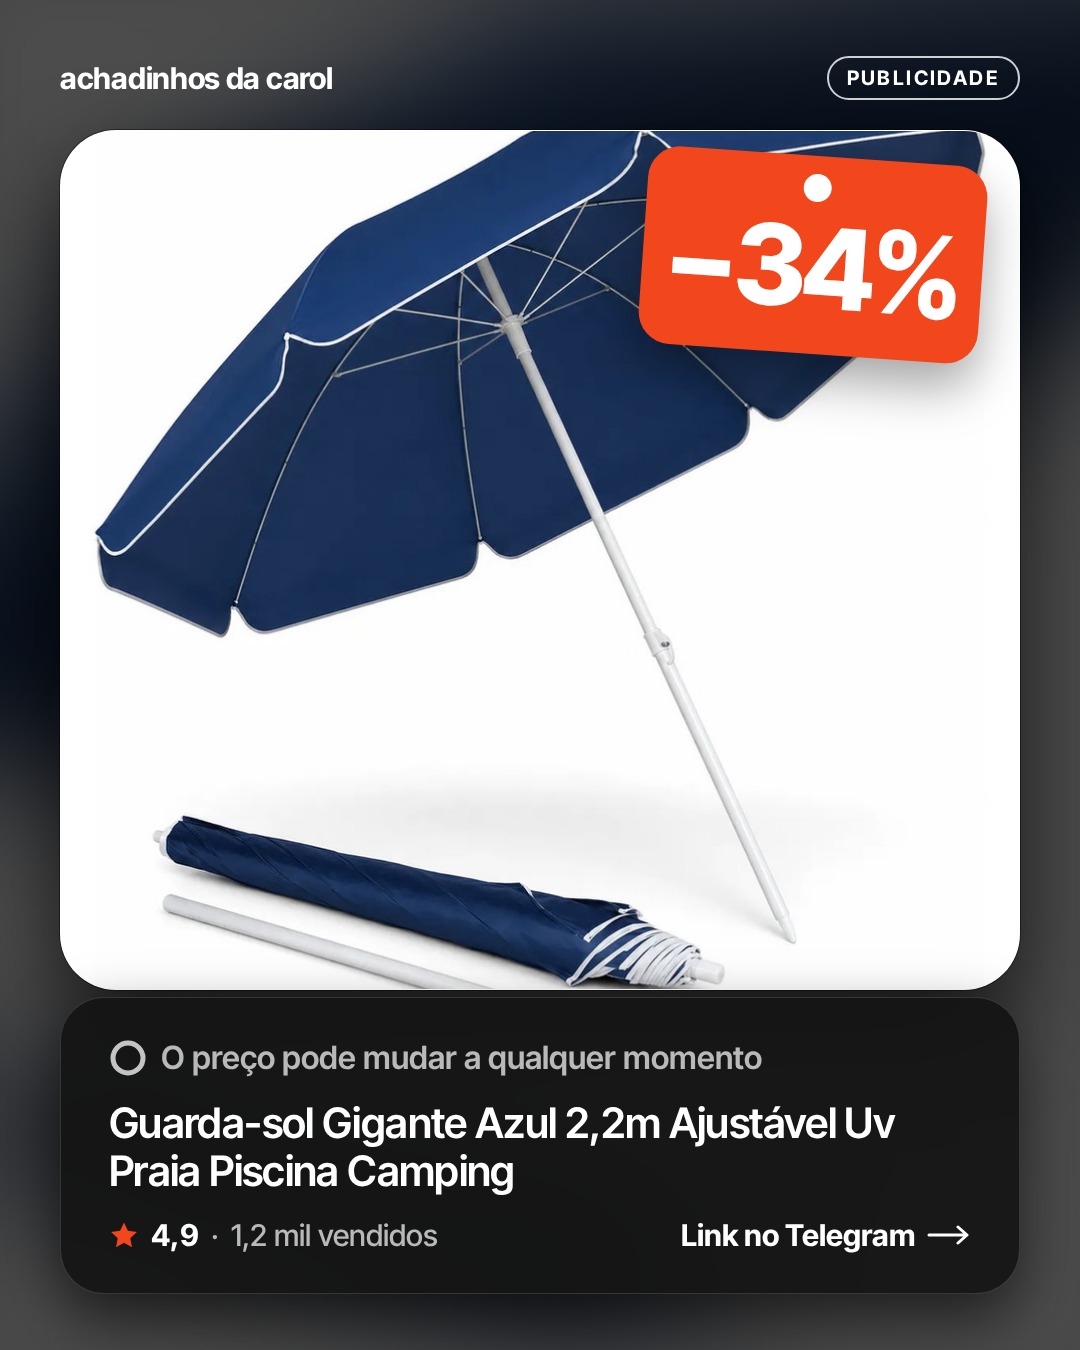 achadinhos da carol
PUBLICIDADE
−34%
O preço pode mudar a qualquer momento
Guarda-sol Gigante Azul 2,2m Ajustável Uv
Praia Piscina Camping
4,9 · 1,2 mil vendidos
Link no Telegram →